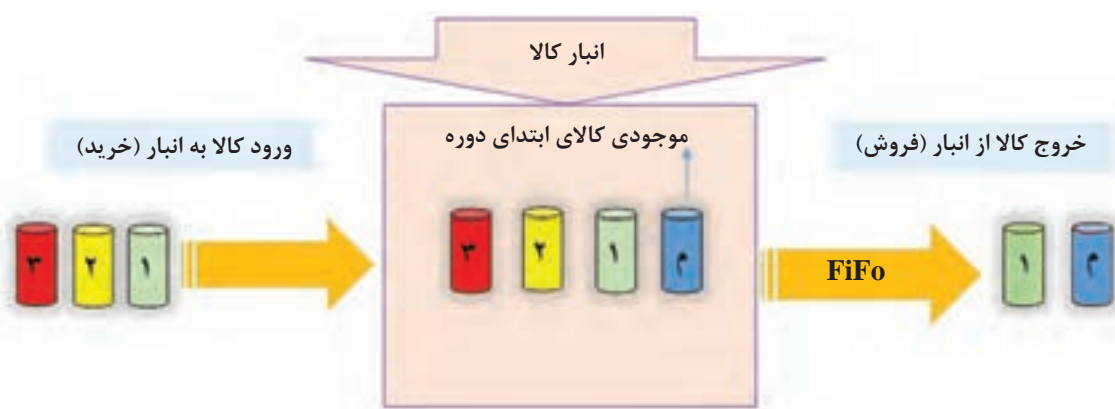 انبار کالا
موجودی کالای ابتدای دوره
خروج کالا از انبار (فروش)
ورود کالا به انبار (خرید)
م
۱
FiFo
م
۱
۲
۳
۱
۲
۳